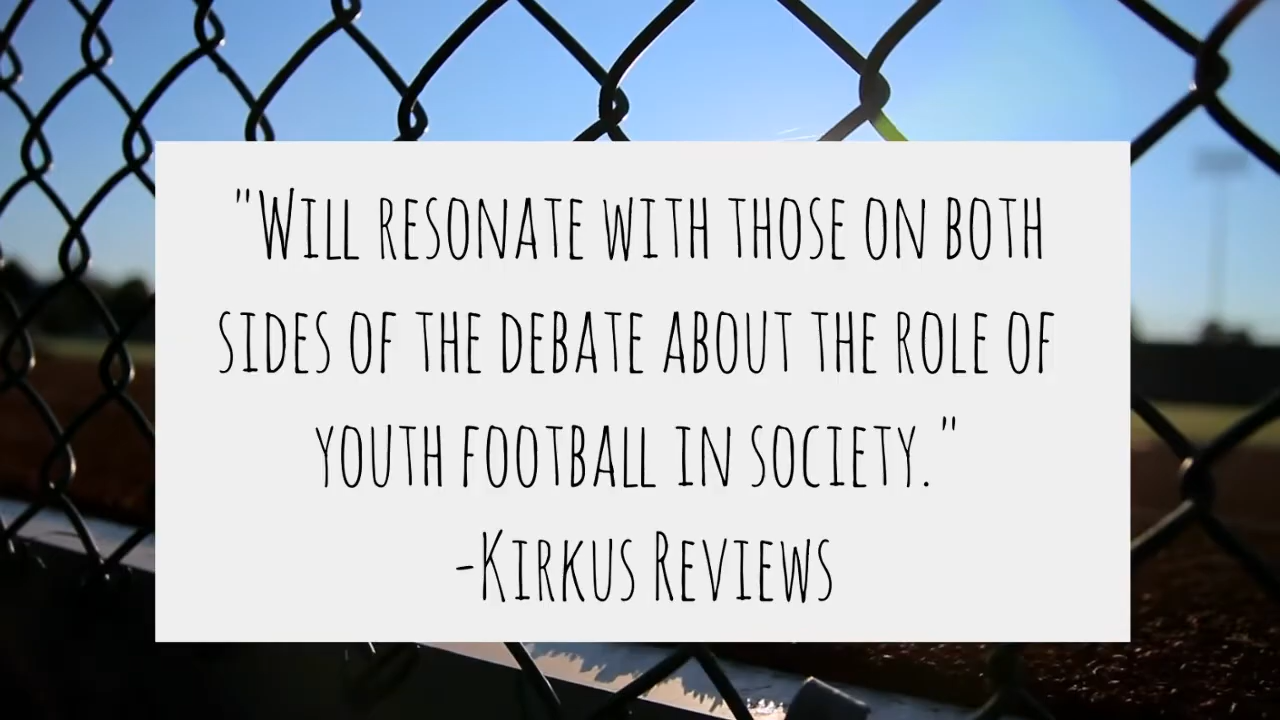 "Will resonate with those on both
sides of the debate about the role of
youth football in society."
-Kirkus Reviews